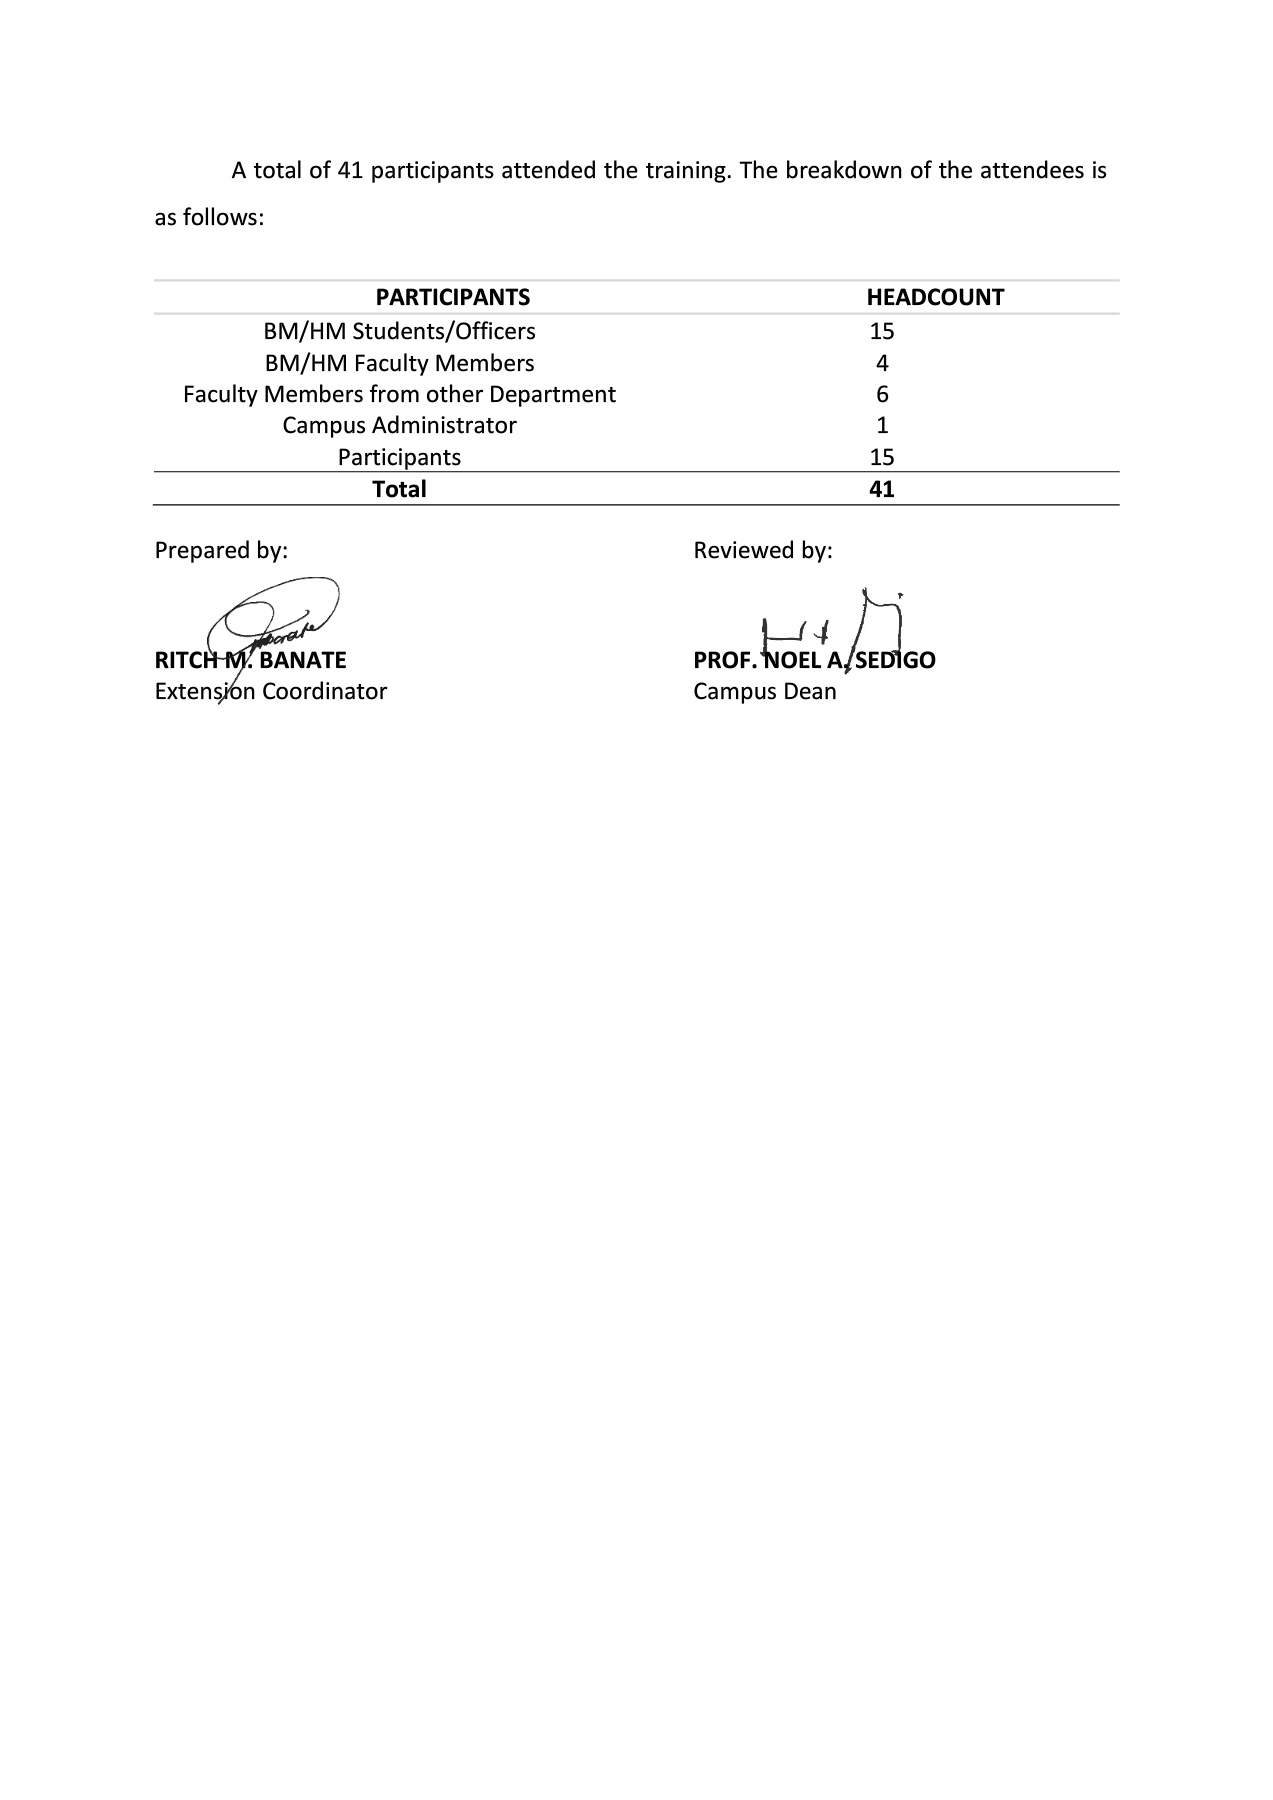 A total of 41 participants attended the training. The breakdown of the attendees is
as follows:
PARTICIPANTS HEADCOUNT
BM/HM Students/Officers 15
BM/HM Faculty Members 4
Faculty Members from other Department 6
Campus Administrator 1
Participants 15
Total 41
Prepared by: Reviewed by:
RITCH M. BANATE PROF. NOEL A. SEDIGO
Extension Coordinator Campus Dean